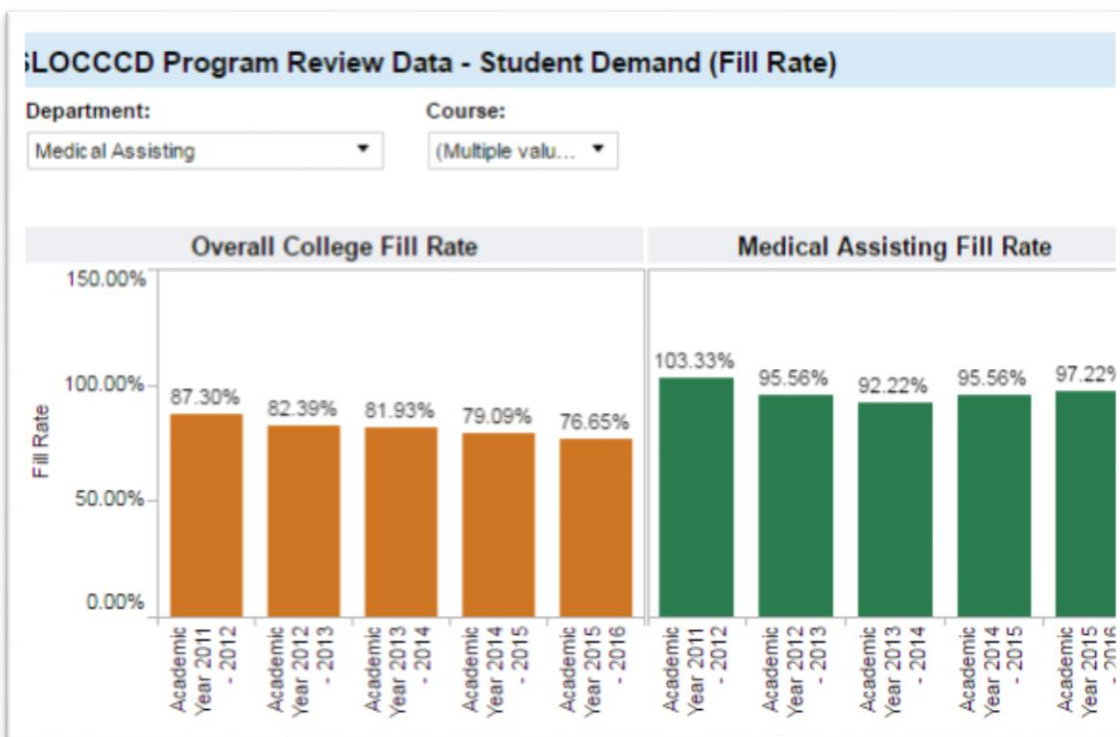 SLOCCCD Program Review Data - Student Demand (Fill Rate)
Department:
Course:
Medical Assisting
(Multiple valu...
Overall College Fill Rate
Medical Assisting Fill Rate
150.00%
100.00%
50.00%
0.00%
Fill Rate
87.30%
82.39%
81.93%
79.09%
76.65%
103.33%
95.56%
92.22%
95.56%
97.22%
Academic
Year 2011
- 2012
Academic
Year 2012
- 2013
Academic
Year 2013
- 2014
Academic
Year 2014
- 2015
Academic
Year 2015
- 2016
Academic
Year 2011
- 2012
Academic
Year 2012
- 2013
Academic
Year 2013
- 2014
Academic
Year 2014
- 2015
Academic
Year 2015
- 2016